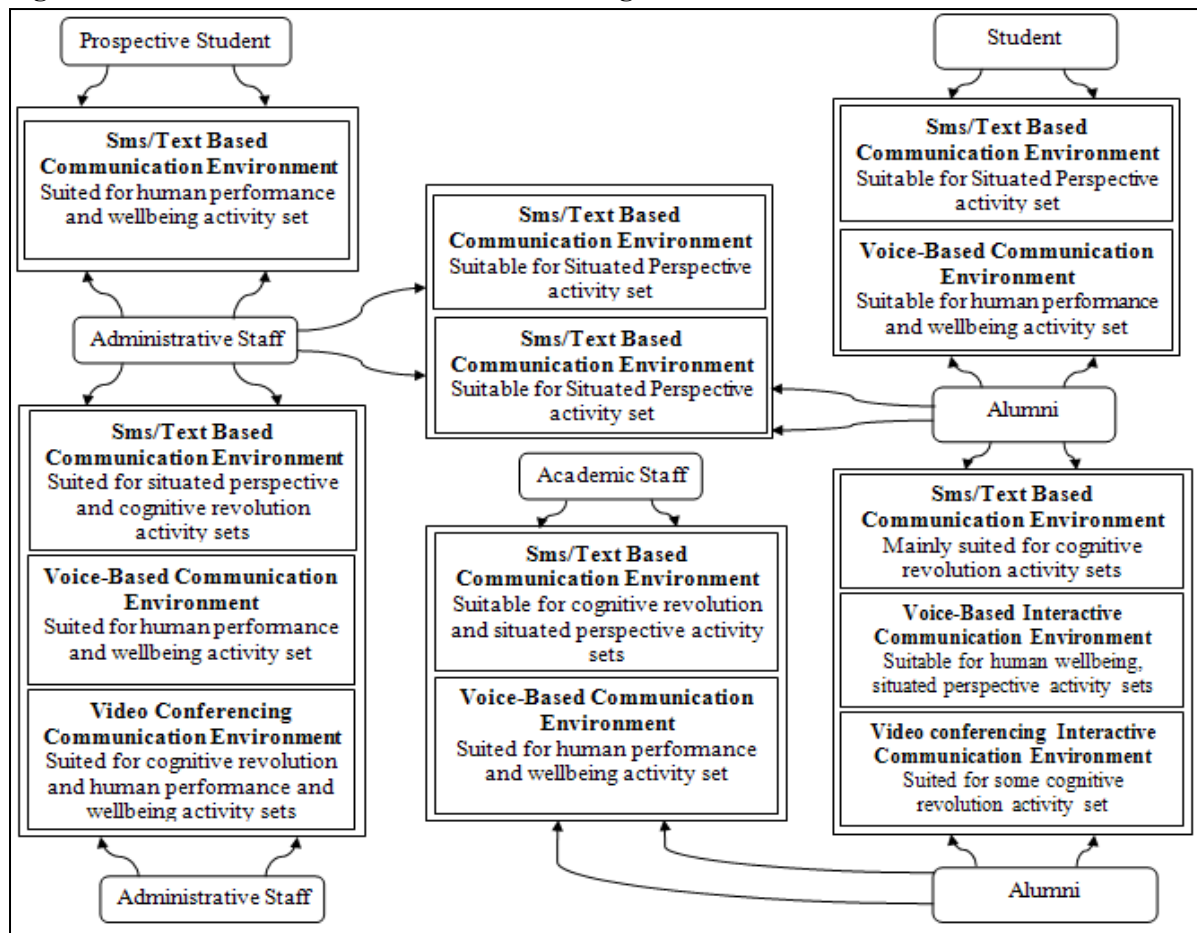 Prospective Student
Sms/Text Based
Communication Environment
Suited for human performance
and wellbeing activity set
Administrative Staff
Sms/Text Based
Communication Environment
Suited for situated perspective
and cognitive revolution
activity sets
Voice-Based Communication
Environment
Suited for human performance
and wellbeing activity set
Video Conferencing
Communication Environment
Suited for cognitive revolution
and human performance and
wellbeing activity sets
Administrative Staff
Sms/Text Based
Communication Environment
Suitable for Situated Perspective
activity set
Sms/Text Based
Communication Environment
Suitable for Situated Perspective
activity set
Academic Staff
Sms/Text Based
Communication Environment
Suitable for cognitive revolution
and situated perspective activity
sets
Voice-Based Communication
Environment
Suited for human performance
and wellbeing activity set
Student
Sms/Text Based
Communication Environment
Suitable for Situated Perspective
activity set
Voice-Based Communication
Environment
Suitable for human performance
and wellbeing activity set
Alumni
Sms/Text Based
Communication Environment
Mainly suited for cognitive
revolution activity sets
Voice-Based Interactive
Communication Environment
Suitable for human wellbeing,
situated perspective activity sets
Video conferencing Interactive
Communication Environment
Suited for some cognitive
revolution activity set
Alumni